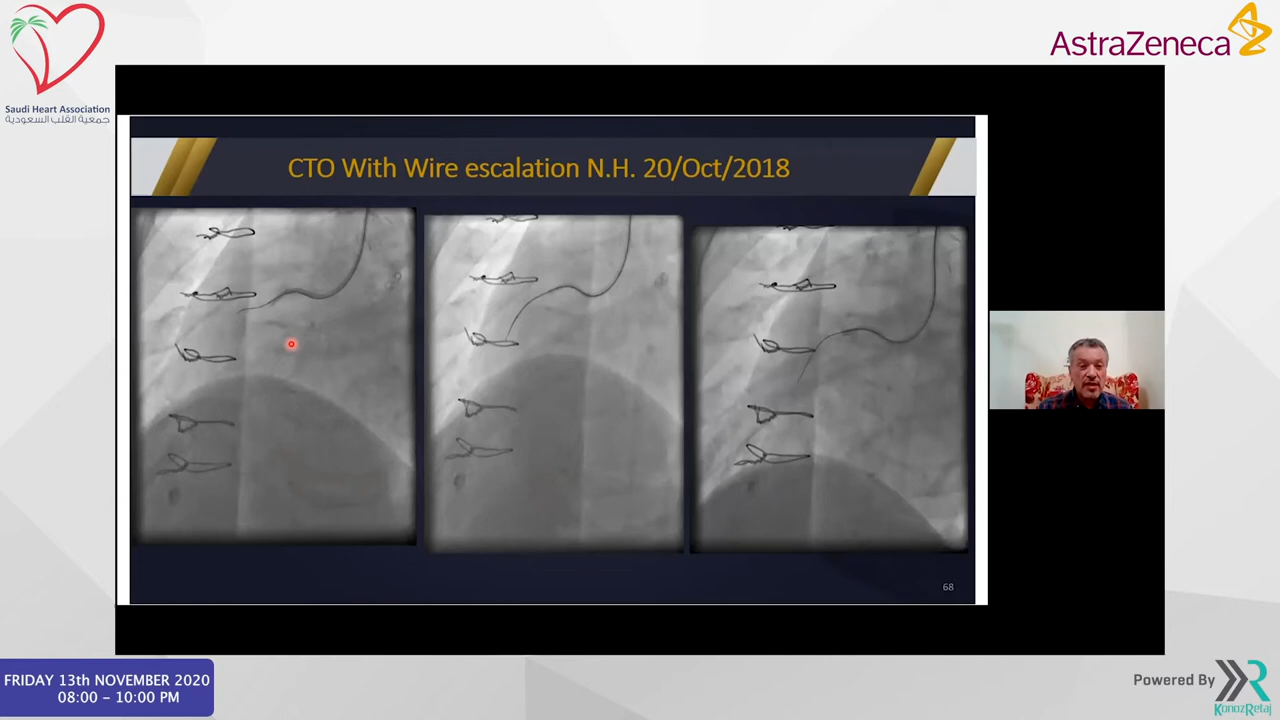 Saudi Heart Association
جمعية القلب السعودية
AstraZeneca
CTO With Wire escalation N.H. 20/Oct/2018
68
FRIDAY 13th NOVEMBER 2020
08:00 – 10:00 PM
Powered By
KonozRetaj